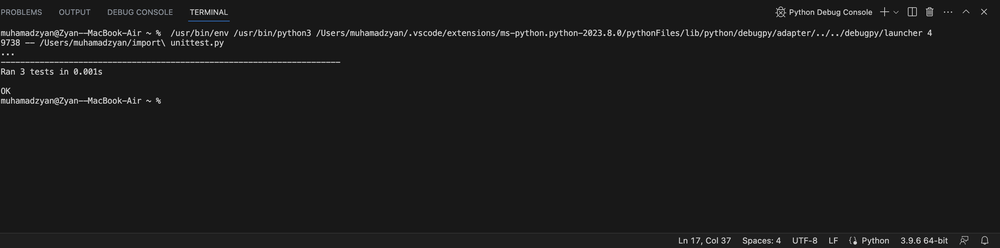 PROBLEMS OUTPUT DEBUG CONSOLE TERMINAL Python Debug Console
muhamadzyan@Zyan--MacBook-Air ~ %  /usr/bin/env /usr/bin/python3 /Users/muhamadzyan/.vscode/extensions/ms-python.python-2023.8.0/pythonFiles/lib/python/debugpy/adapter/../../debugpy/launcher 4
9738 -- /Users/muhamadzyan/import\ unittest.py
...
----------------------------------------------------------------------
Ran 3 tests in 0.001s
OK
muhamadzyan@Zyan--MacBook-Air ~ %
Ln 17, Col 37 Spaces: 4 UTF-8 LF Python 3.9.6 64-bit